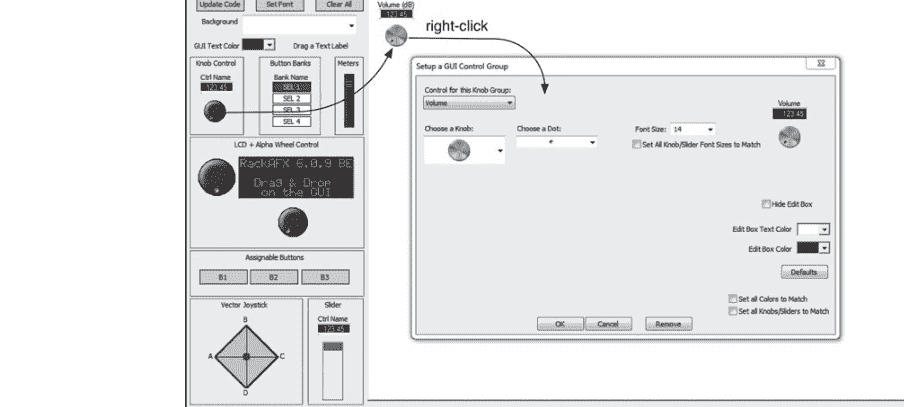 Update Code
Set Font
Clear All
Background
GUI Text Color
Drag a Text Label
Knob Control
Ctrl Name
123.45
Button Banks
Bank Name
SEL 1
SEL 2
SEL 3
SEL 4
Meters
LCD + Alpha Wheel Control
RackAFX 6.0.9 BE
Drag & Drop
on the GUI
Assignable Buttons
B1
B2
B3
Vector Joystick
B
A
C
D
Slider
Ctrl Name
123.45
Volume (dB)
123.45
right-click
Setup a GUI Control Group
Control for this Knob Group:
Volume
Choose a Knob:
Choose a Dot:
Font Size:
14
Set All Knob/Slider Font Sizes to Match
Volume
123.45
Hide Edit Box
Edit Box Text Color
Edit Box Color
Defaults
Set all Colors to Match
Set all Knobs/Sliders to Match
OK
Cancel
Remove